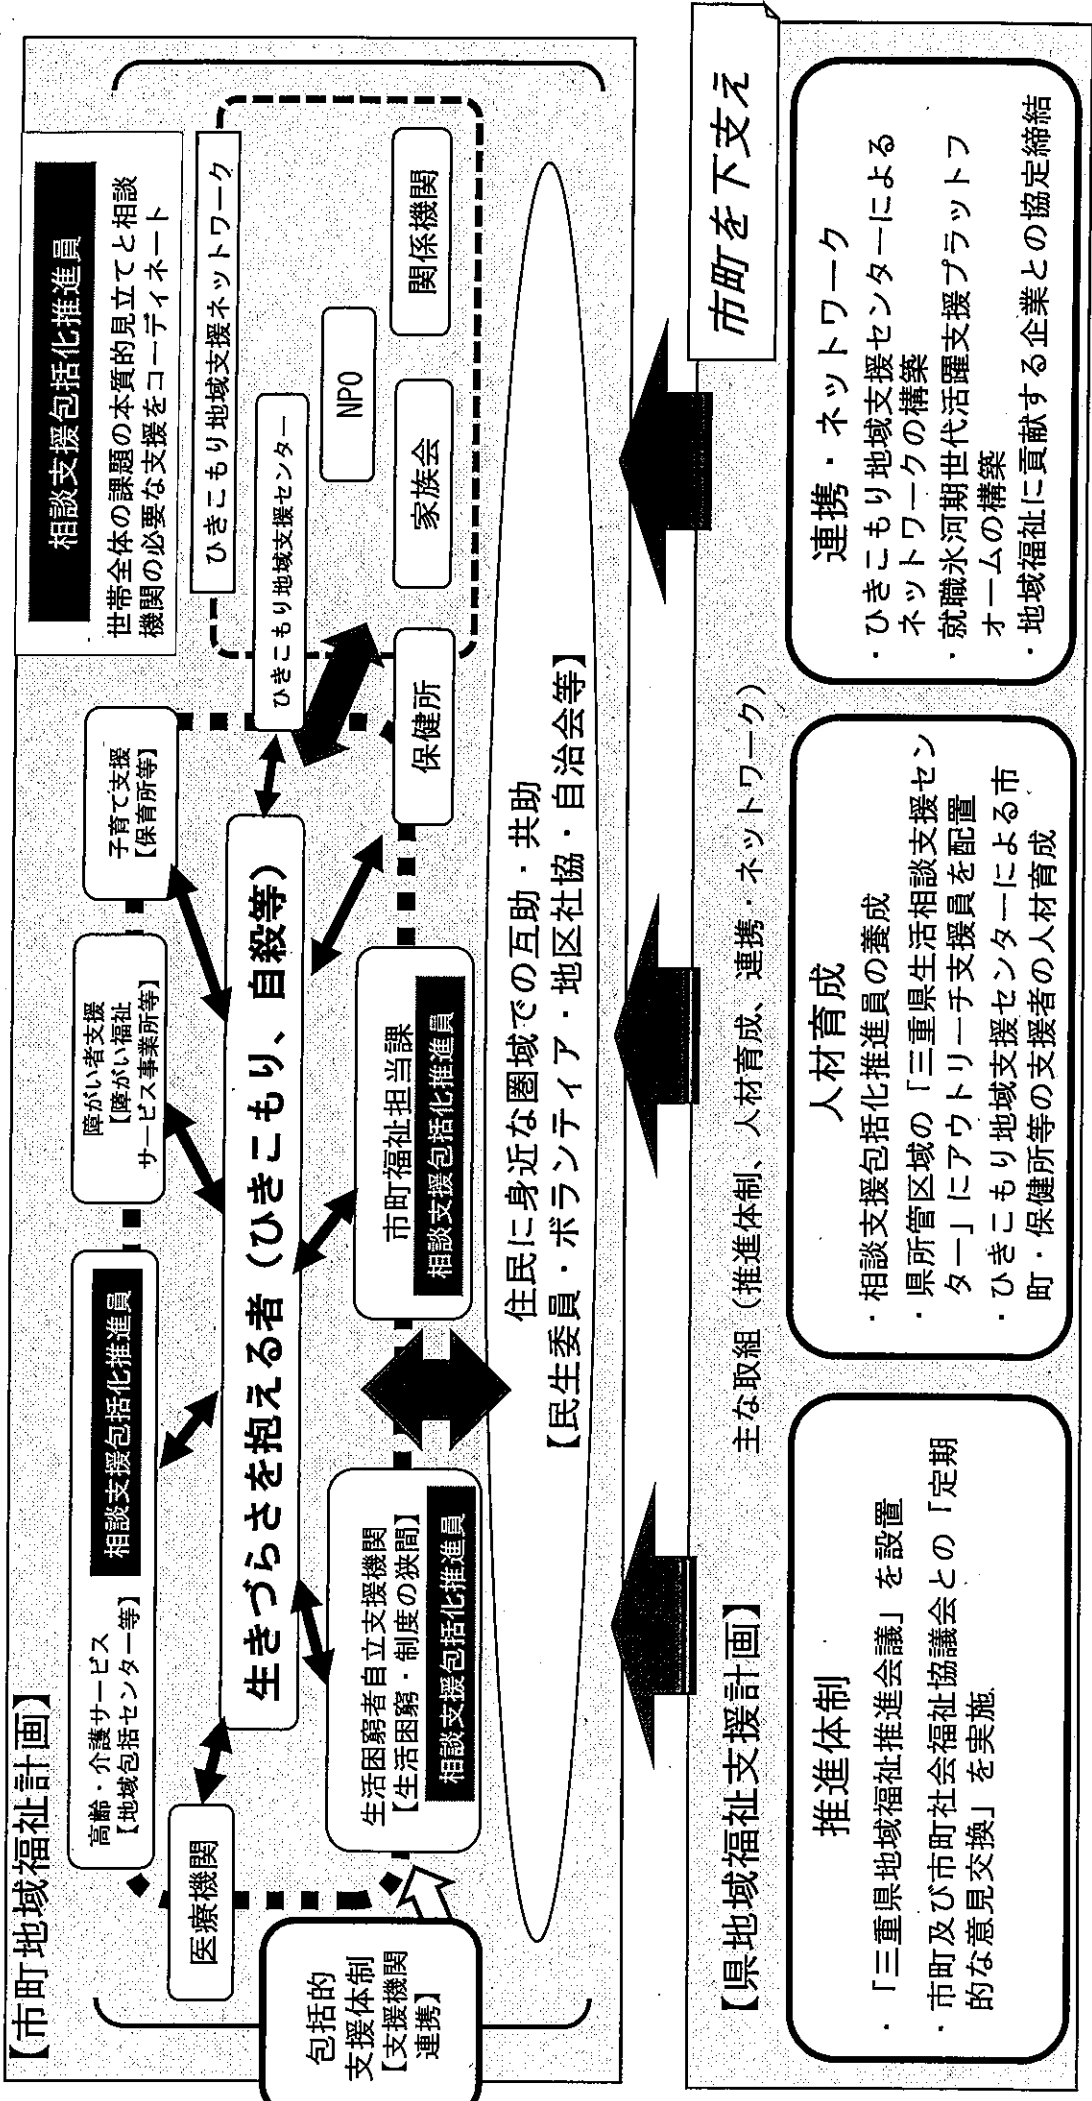 【市町地域福祉計画】
相談支援包括化推進員
世帯全体の課題の本質的見立てと相談
機関の必要な支援をコーディネート
高齢・介護サービス
【地域包括センター等】
相談支援包括化推進員
障がい者支援
【障がい福祉
サービス事業所等】
子育て支援
【保育所等】
ひきこもり地域支援ネットワーク
医療機関
生きづらさを抱える者（ひきこもり、自殺等）
ひきこもり地域支援センター
NPO
包括的
支援体制
【支援機関
連携】
生活困窮者自立支援機関
【生活困窮・制度の狭間】
相談支援包括化推進員
市町福祉担当課
相談支援包括化推進員
保健所
家族会
関係機関
住民に身近な圏域での互助・共助
【民生委員・ボランティア・地区社協・自治会等】
市町を下支え
【県地域福祉支援計画】
主な取組（推進体制、人材育成、連携・ネットワーク）
推進体制
・「三重県地域福祉推進会議」を設置
・市町及び市町社会福祉協議会との「定期
的な意見交換」を実施
人材育成
・相談支援包括化推進員の養成
・県所管区域の「三重県生活相談支援セン
ター」にアウトリーチ支援員を配置
・ひきこもり地域支援センターによる市
町・保健所等の支援者の人材育成
連携・ネットワーク
・ひきこもり地域支援センターによる
ネットワークの構築
・就職氷河期世代活躍支援プラットフ
ォームの構築
・地域福祉に貢献する企業との協定締結